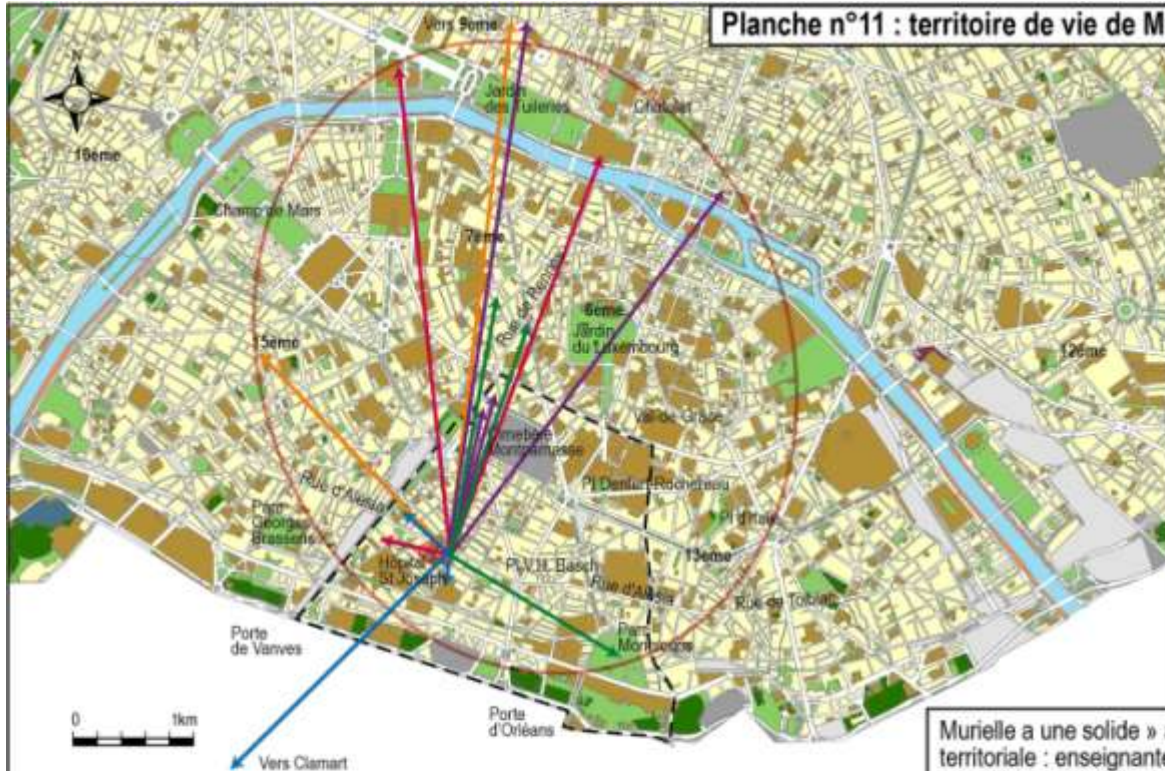 Planche n°11 : territoire de vie de M
Vers 9eme
N
Jardin
des Tuileries
Chatelet
16ème
Champ de Mars
7ème
Rue de Rennes
6ème
Jardin
du Luxembourg
15ème
12ème
Val de Grace
Montparnasse
Pl Denfert Rochereau
Rue d'Alésia
Pl d'Italie
Parc
Georges
Brassens
13ème
Hopital
St Joseph
Pl V.H. Basch
Rue d'Alésia
Rue de Tolbiac
Parc
Montsouris
Porte
de Vanves
Porte
d'Orléans
0
1km
Vers Clamart
Murielle a une solide »
territoriale : enseignante